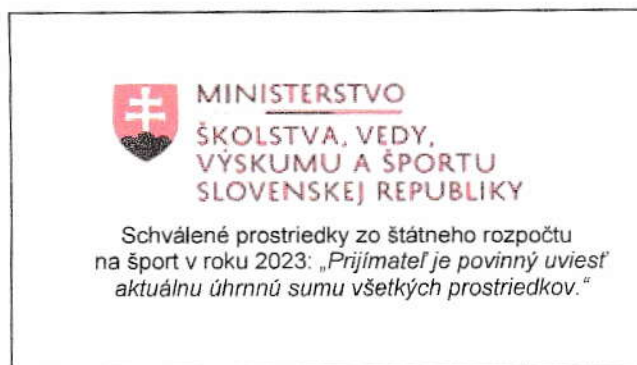 MINISTERSTVO
ŠKOLSTVA, VEDY,
VÝSKUMU A ŠPORTU
SLOVENSKEJ REPUBLIKY
Schválené prostriedky zo štátneho rozpočtu
na šport v roku 2023: „Prijímateľ je povinný uviesť
aktuálnu úhrnnú sumu všetkých prostriedkov.“